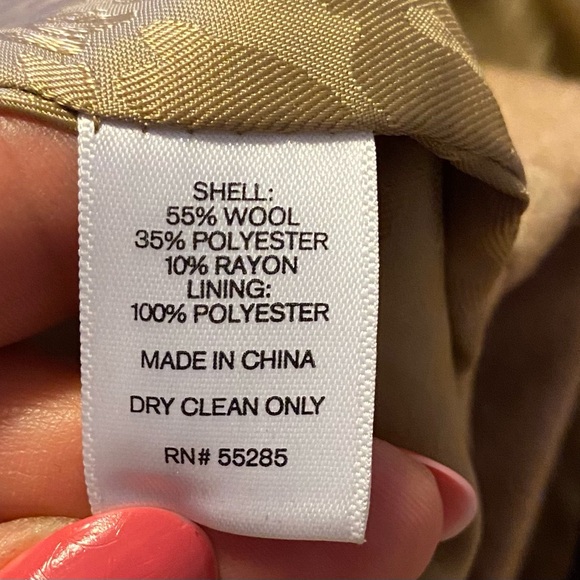 SHELL:
55% WOOL
35% POLYESTER
10% RAYON
LINING:
100% POLYESTER
MADE IN CHINA
DRY CLEAN ONLY
RN# 55285